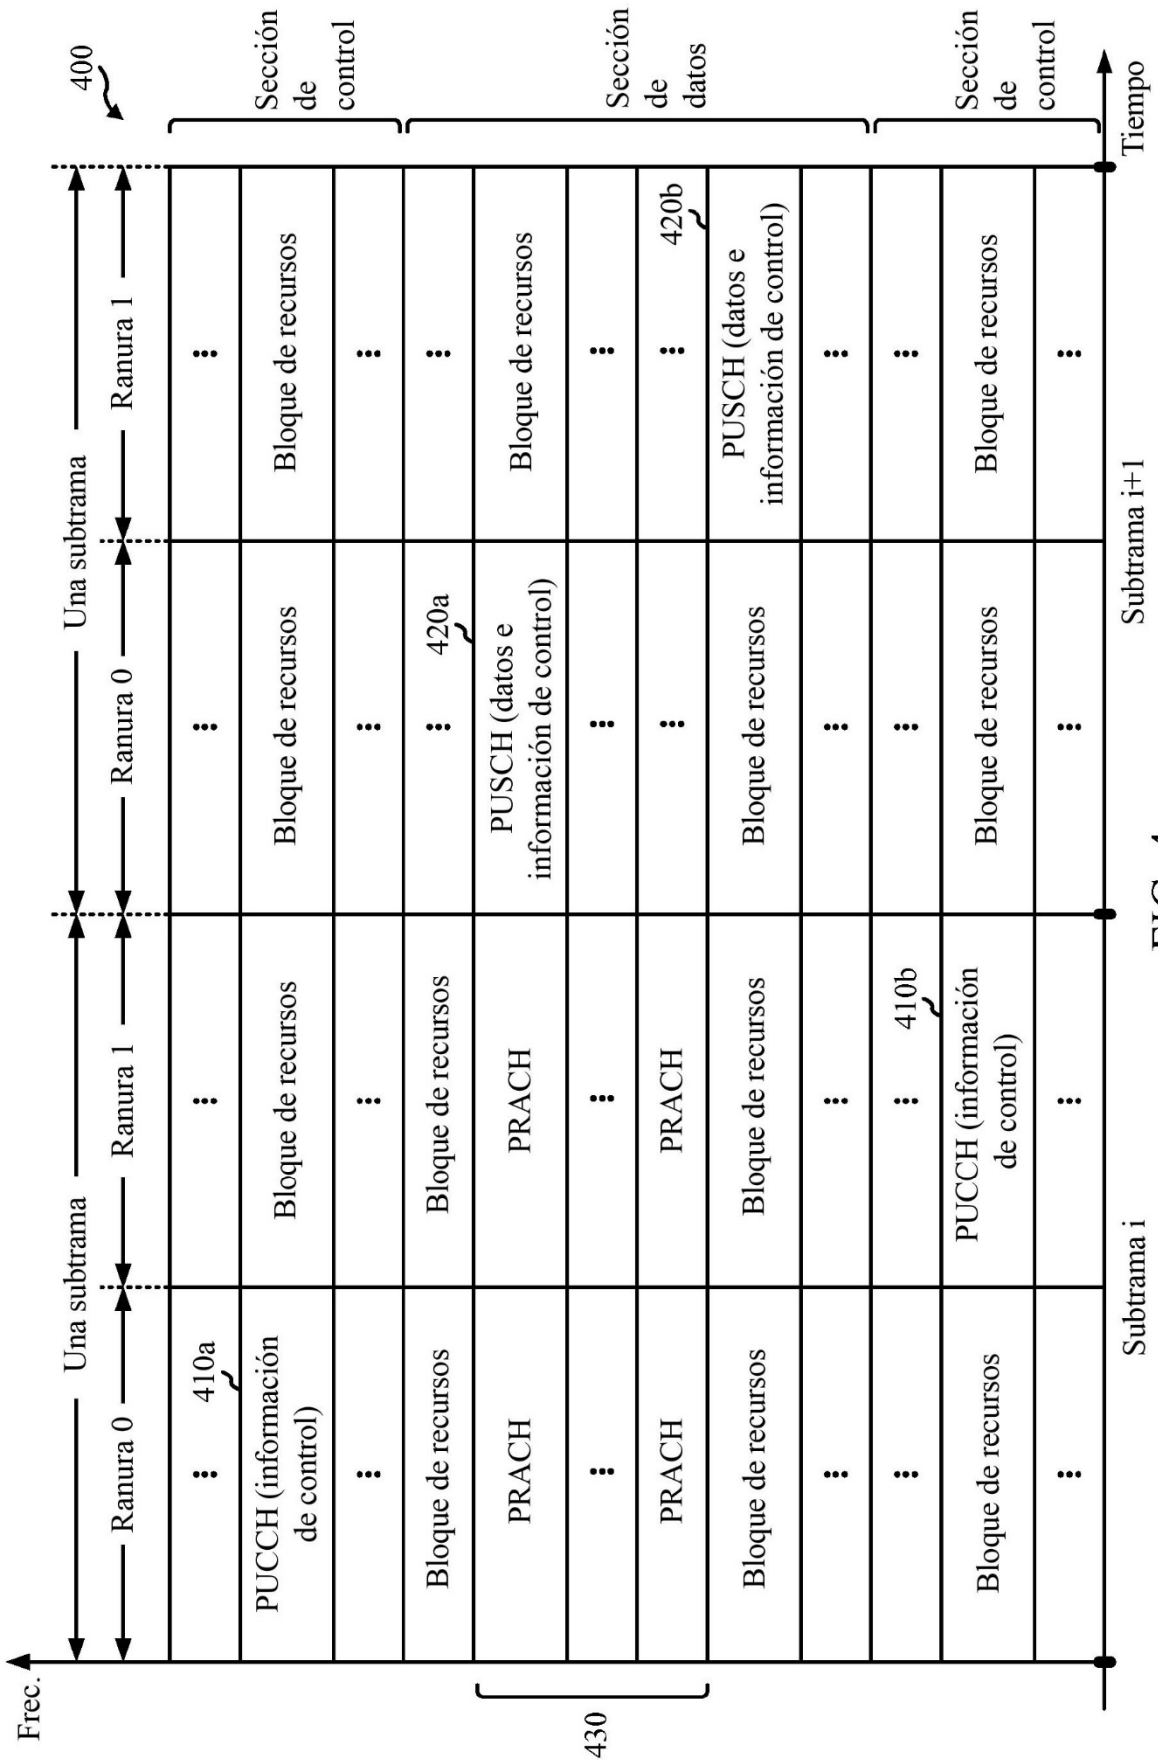 400
Frec.
Una subtrama
Una subtrama
Ranura 0
Ranura 1
Ranura 0
Ranura 1
410a
PUCCH (información
de control)
Bloque de recursos
Bloque de recursos
Bloque de recursos
Sección
de
control
Bloque de recursos
Bloque de recursos
420a
430
PRACH
PRACH
PUSCH (datos e
información de control)
Bloque de recursos
PRACH
PRACH
420b
Bloque de recursos
Bloque de recursos
Bloque de recursos
PUSCH (datos e
información de control)
Sección
de
datos
410b
Bloque de recursos
PUCCH (información
de control)
Bloque de recursos
Bloque de recursos
Sección
de
control
Subtrama i
Subtrama i+1
Tiempo
FIG. 4